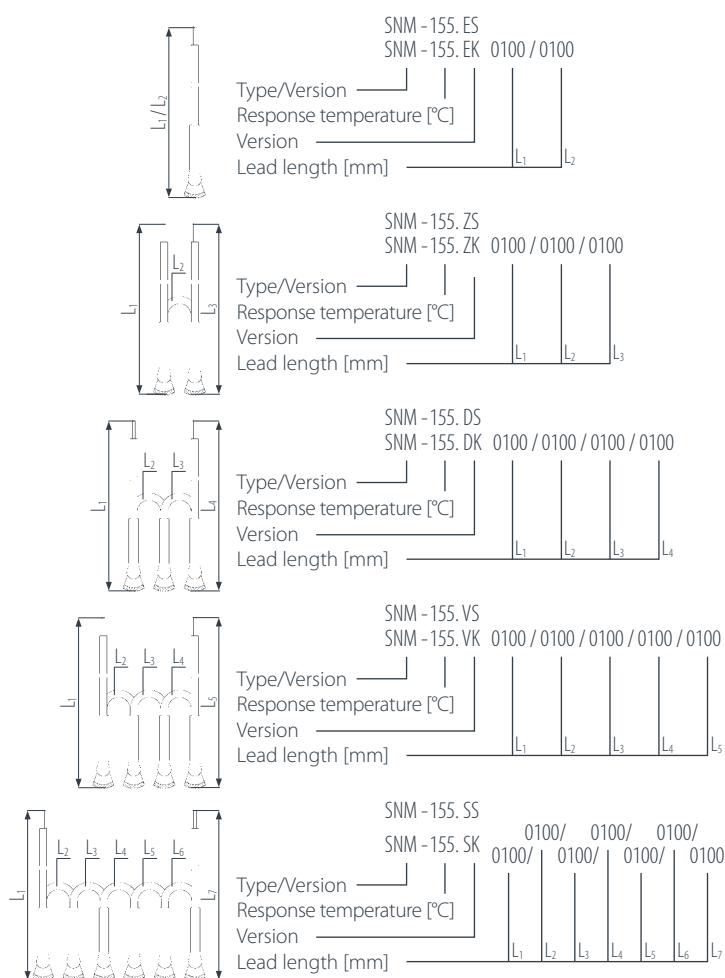 SNM - 155. ES
SNM - 155. EK 0100 / 0100
L1 / L2
Type/Version
Response temperature [°C]
Version
Lead length [mm]
L1 L2
SNM - 155. ZS
SNM - 155. ZK 0100 / 0100 / 0100
L1 L2 L3
Type/Version
Response temperature [°C]
Version
Lead length [mm]
L1 L2 L3
SNM - 155. DS
SNM - 155. DK 0100 / 0100 / 0100 / 0100
L1 L2 L3 L4
Type/Version
Response temperature [°C]
Version
Lead length [mm]
L1 L2 L3 L4
SNM - 155. VS
SNM - 155. VK 0100 / 0100 / 0100 / 0100 / 0100
L1 L2 L3 L4 L5
Type/Version
Response temperature [°C]
Version
Lead length [mm]
L1 L2 L3 L4 L5
SNM - 155. SS
0100/ 0100/ 0100/
SNM - 155. SK 0100/ 0100/ 0100/ 0100
L1 L2 L3 L4 L5 L6 L7
Type/Version
Response temperature [°C]
Version
Lead length [mm]
L1 L2 L3 L4 L5 L6 L7